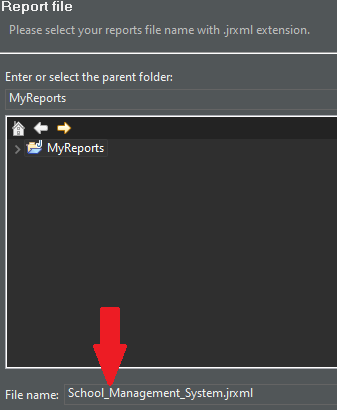 Report file
Please select your reports file name with .jrxml extension.
Enter or select the parent folder:
MyReports
MyReports
File name: School_Management_System.jrxml